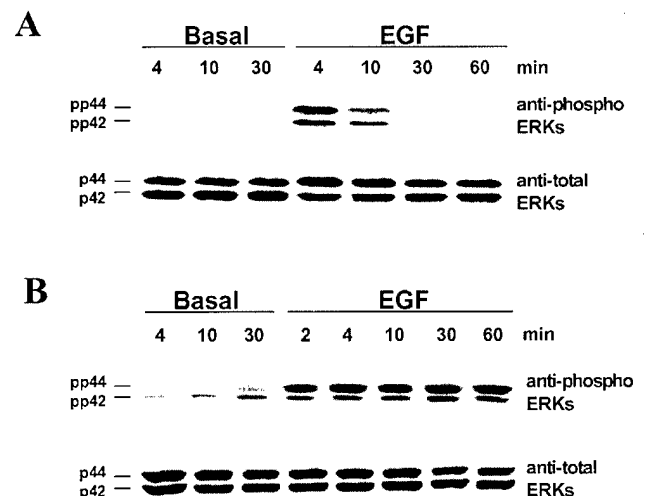 A
Basal EGF
4 10 30 4 10 30 60 min
pp44 anti-phospho
pp42 ERKs
p44 anti-total
p42 ERKs
B
Basal EGF
4 10 30 2 4 10 30 60 min
pp44 anti-phospho
pp42 ERKs
p44 anti-total
p42 ERKs